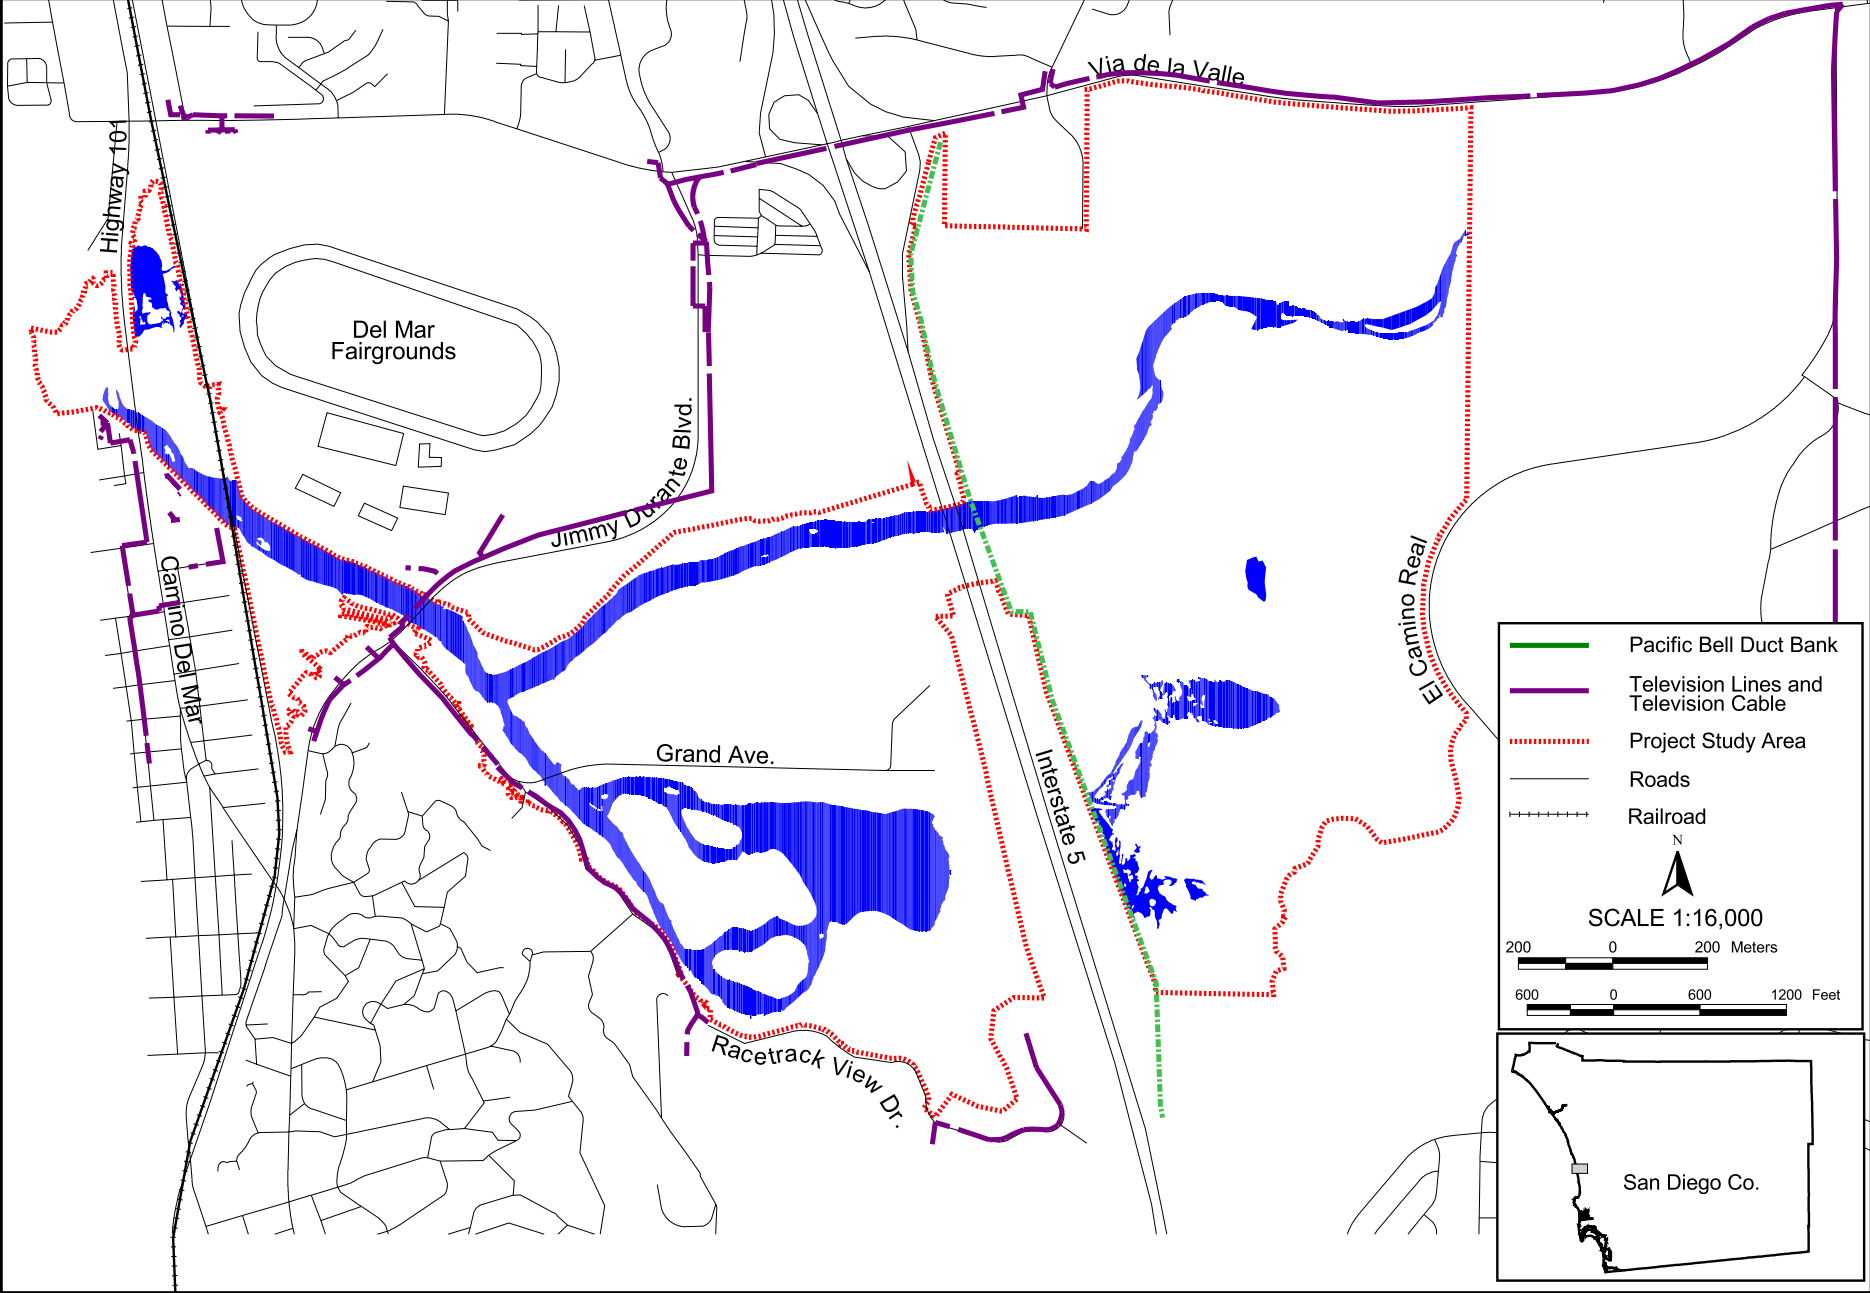 Via de la Valle
Highway 101
Del Mar
Fairgrounds
Jimmy Durante Blvd.
Camino Del Mar
El Camino Real
Grand Ave.
Interstate 5
Racetrack View Dr.
Pacific Bell Duct Bank
Television Lines and
Television Cable
Project Study Area
Roads
Railroad
N
SCALE 1:16,000
200 0 200 Meters
600 0 600 1200 Feet
San Diego Co.